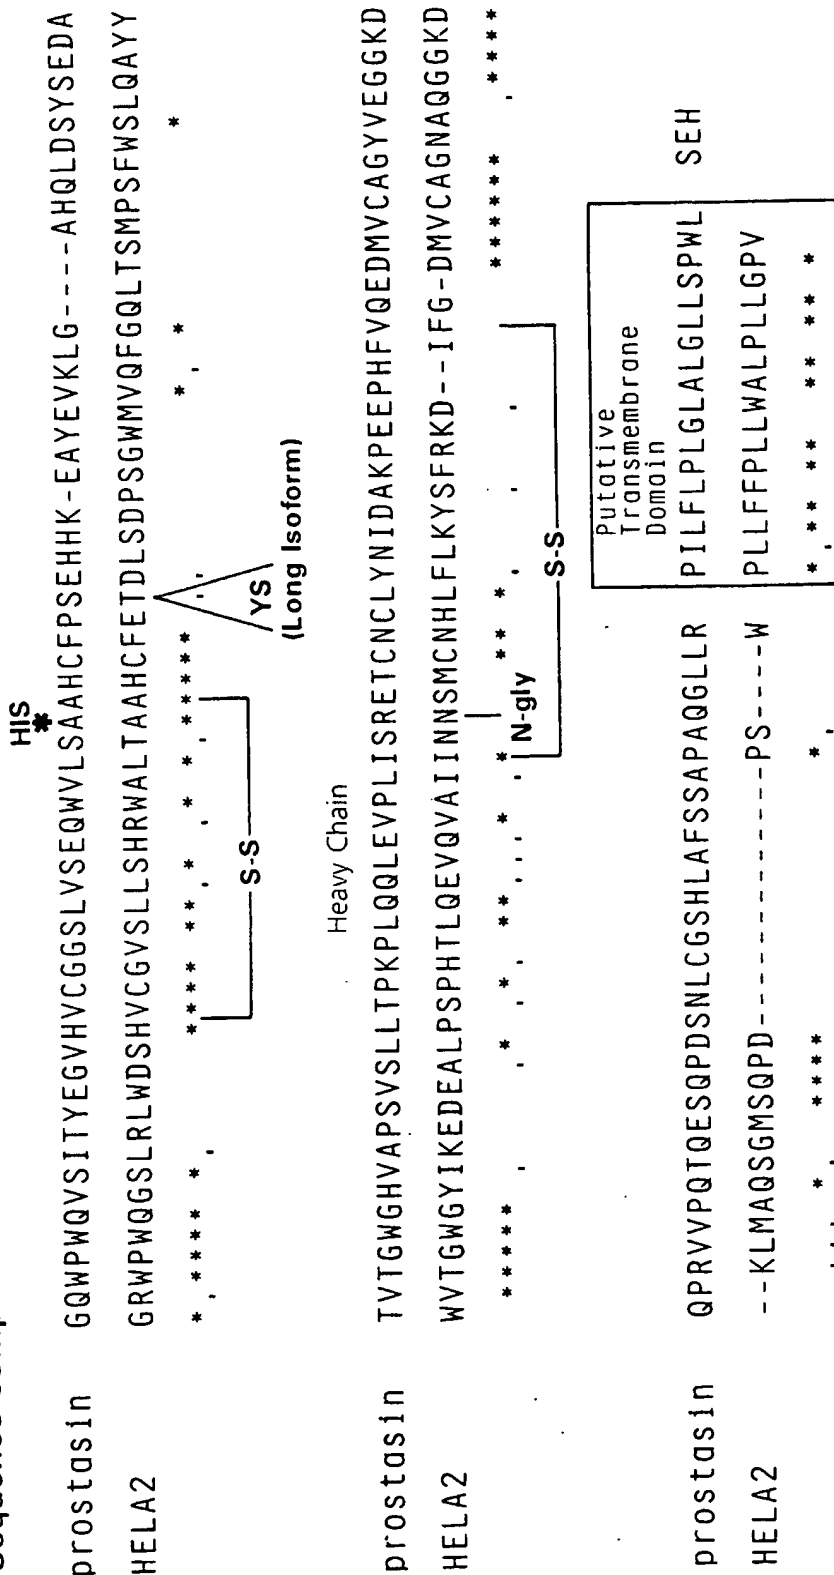 HIS
*
prostasin GQWPWQVSITYEGVHVCGGSLVSEQWVLSAAHCFPSEHHK-EAYEVKLG----AHQLDSYSEDA
HELA2 GRWPWQGSLRLWDSHVCGVSLLSHRWALTAAHCFETDLSDPSGWMVQFGQLTSMPSFWSLQAYY
S-S
YS
(Long Isoform)
Heavy Chain
prostasin TVTGWGHVAPSVSLLTPKPLQQLEVPLISRETCNCLYNIDAKPEEPHFVQEDMVCAGYVEGGKD
HELA2 WVTGWGYIKEDEALPSPHTLQEVQVAIINNSMCNHLFLKYSFRKD--IFG-DMVCAGNAQGGKD
N-gly
S-S
Putative
Transmembrane
Domain
prostasin QPRVVPQTQESQPDSNLCGSHLAFSSAPAQGLLR PILFLPLGLALGLLSPWL SEH
HELA2 --KLMAQSGMSQPD--------------PS----W PLLFFPLLWALPLLGPV